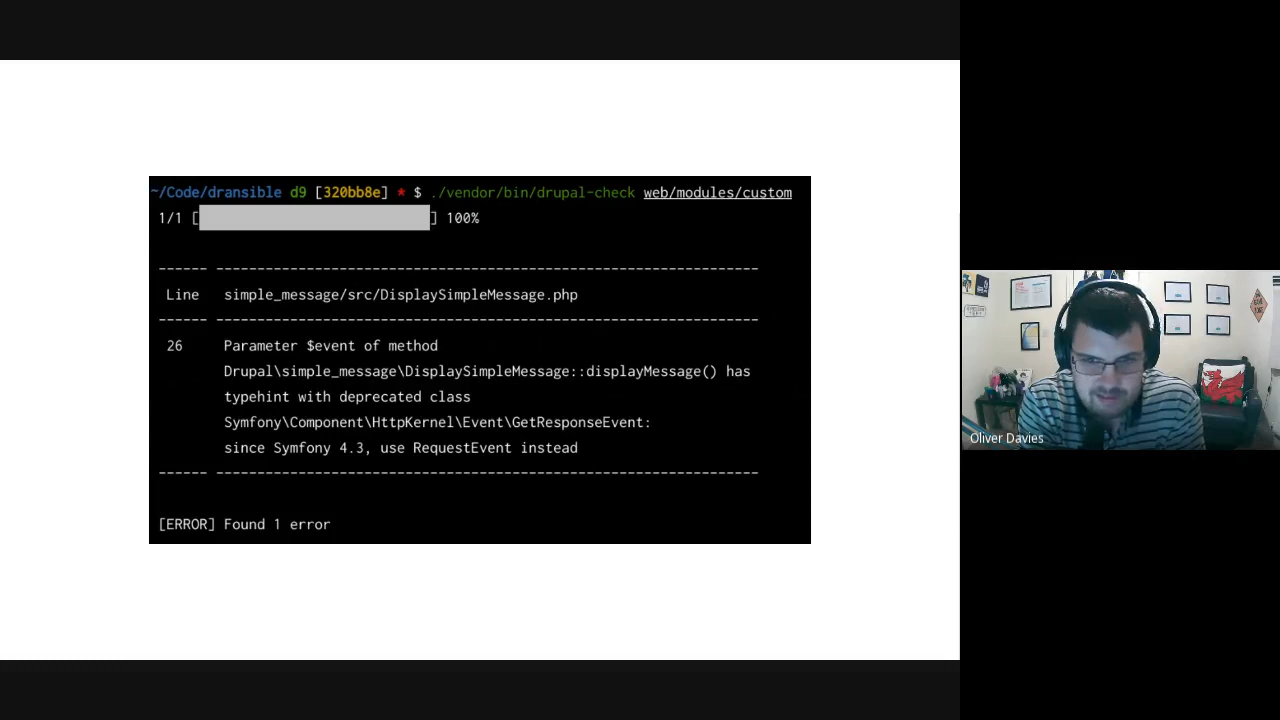 ~/Code/dransible d9 [320bb8e] * $ ./vendor/bin/drupal-check web/modules/custom
1/1 [ ] 100%
------ ------------------------------------------------------------------
Line simple_message/src/DisplaySimpleMessage.php
------ ------------------------------------------------------------------
26 Parameter $event of method
Drupal\simple_message\DisplaySimpleMessage::displayMessage() has
typehint with deprecated class
Symfony\Component\HttpKernel\Event\GetResponseEvent:
since Symfony 4.3, use RequestEvent instead
------ ------------------------------------------------------------------
[ERROR] Found 1 error
Oliver Davies